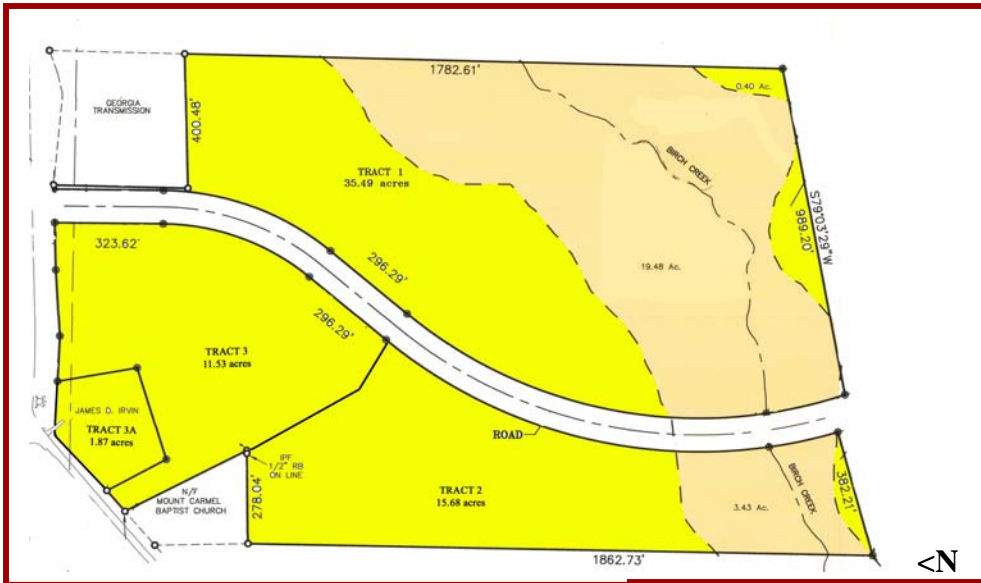 1782.61'
0.40 Ac.
GEORGIA
TRANSMISSION
400.48'
BIRCH CREEK
TRACT 1
35.49 acres
S79°03'29"W
989.20'
323.62'
296.29'
19.48 Ac.
296.29'
TRACT 3
11.53 acres
JAMES D. IRVIN
TRACT 3A
1.87 acres
ROAD
IPF
1/2" RB
ON LINE
N/F
MOUNT CARMEL
BAPTIST CHURCH
278.04'
TRACT 2
15.68 acres
BIRCH CREEK
3.43 Ac.
382.21'
1862.73'
<N